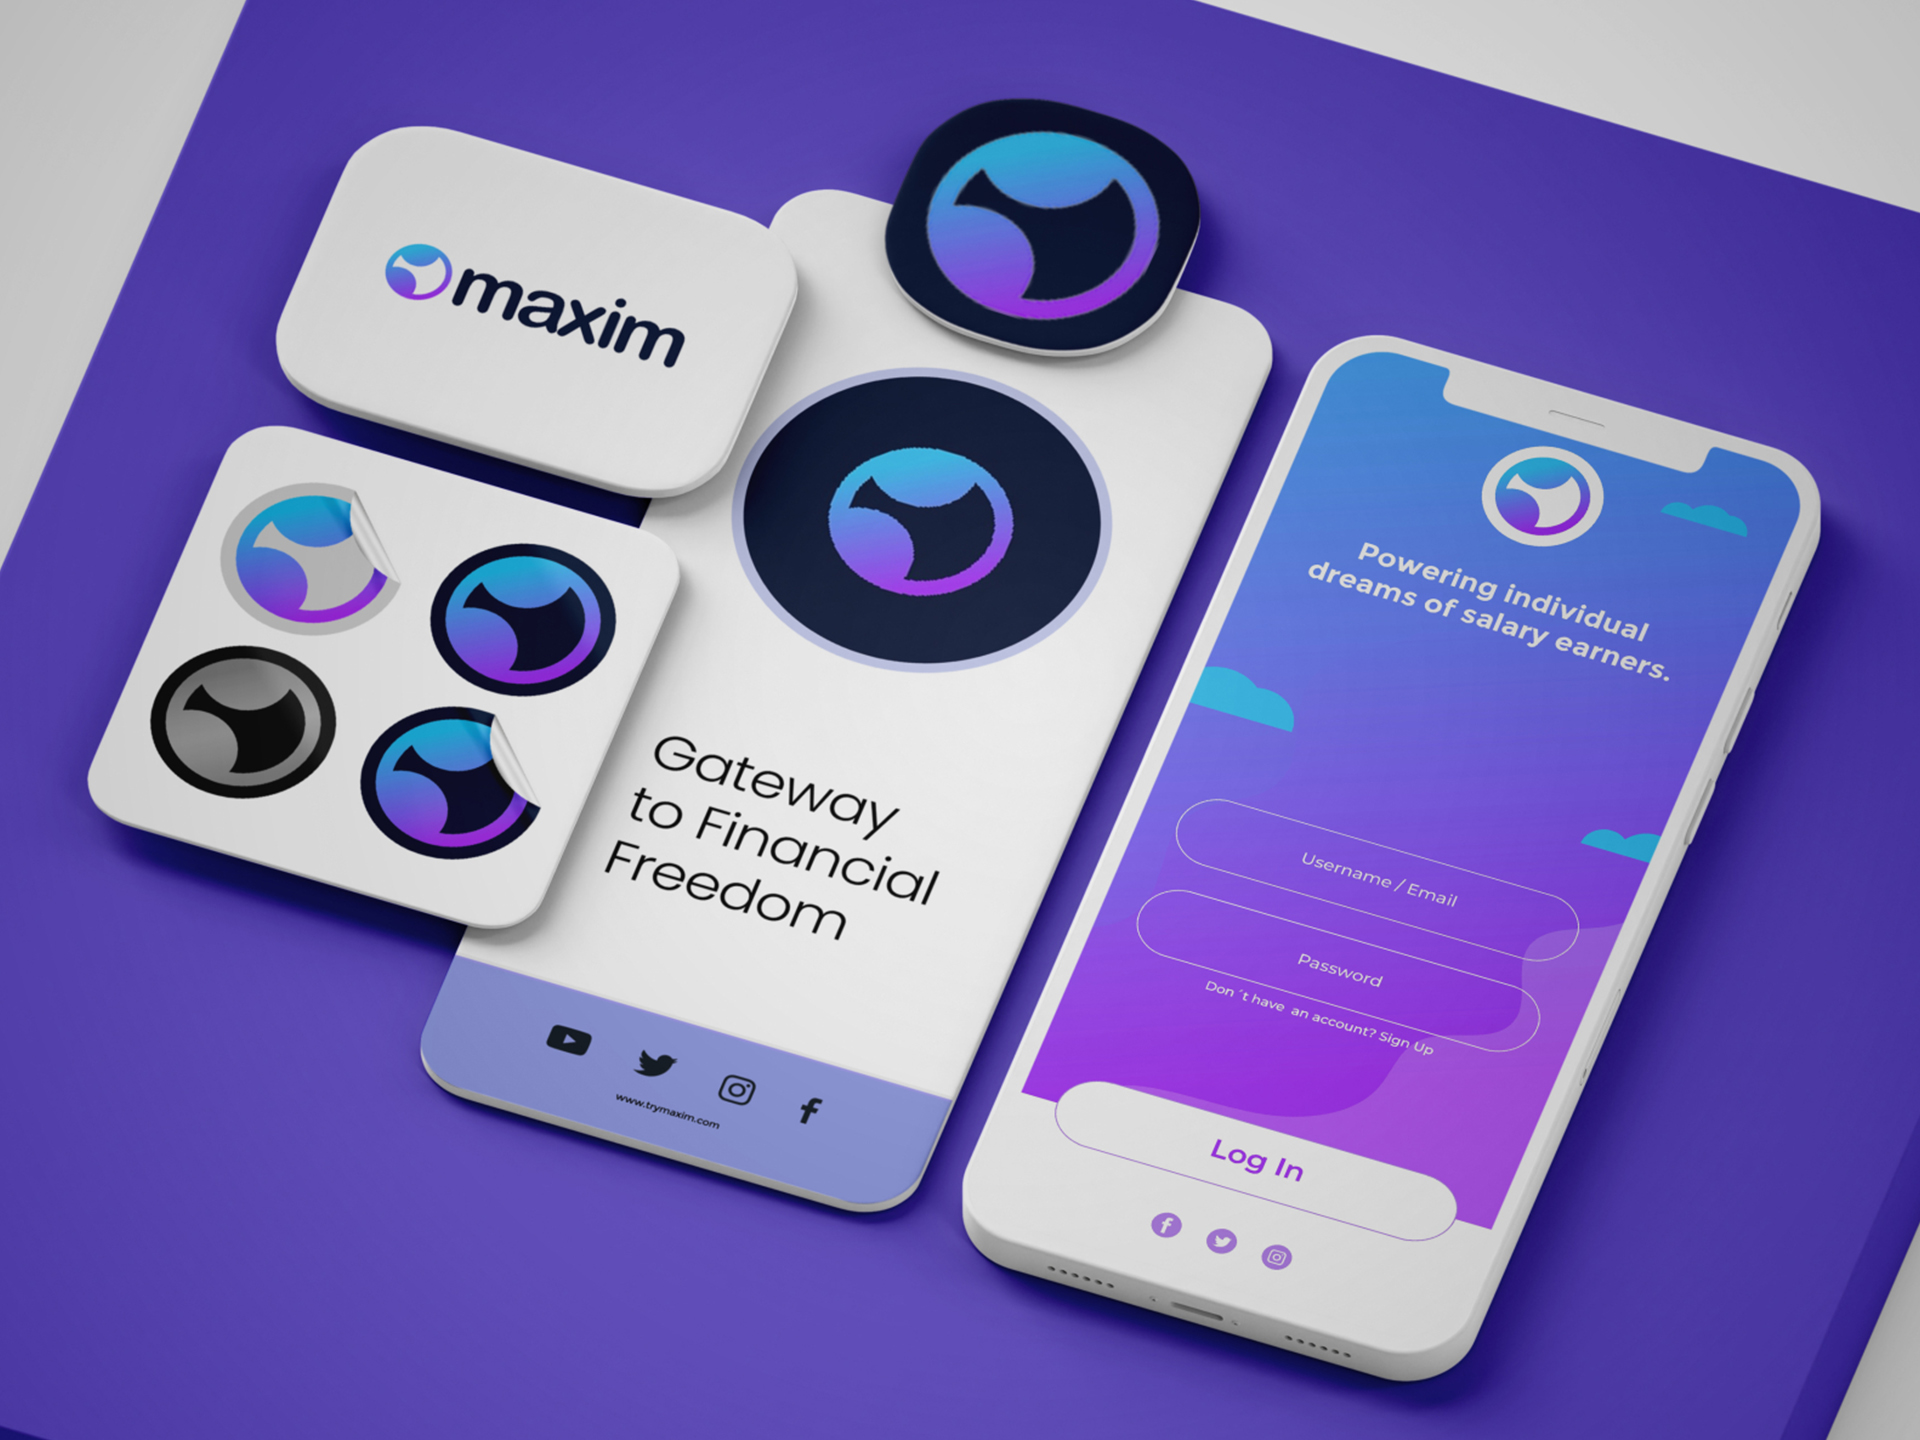 maxim
Gateway
to Financial
Freedom
www.trymaxim.com
Powering individual
dreams of salary earners.
Username / Email
Password
Don ´t have an account? Sign Up
Log In